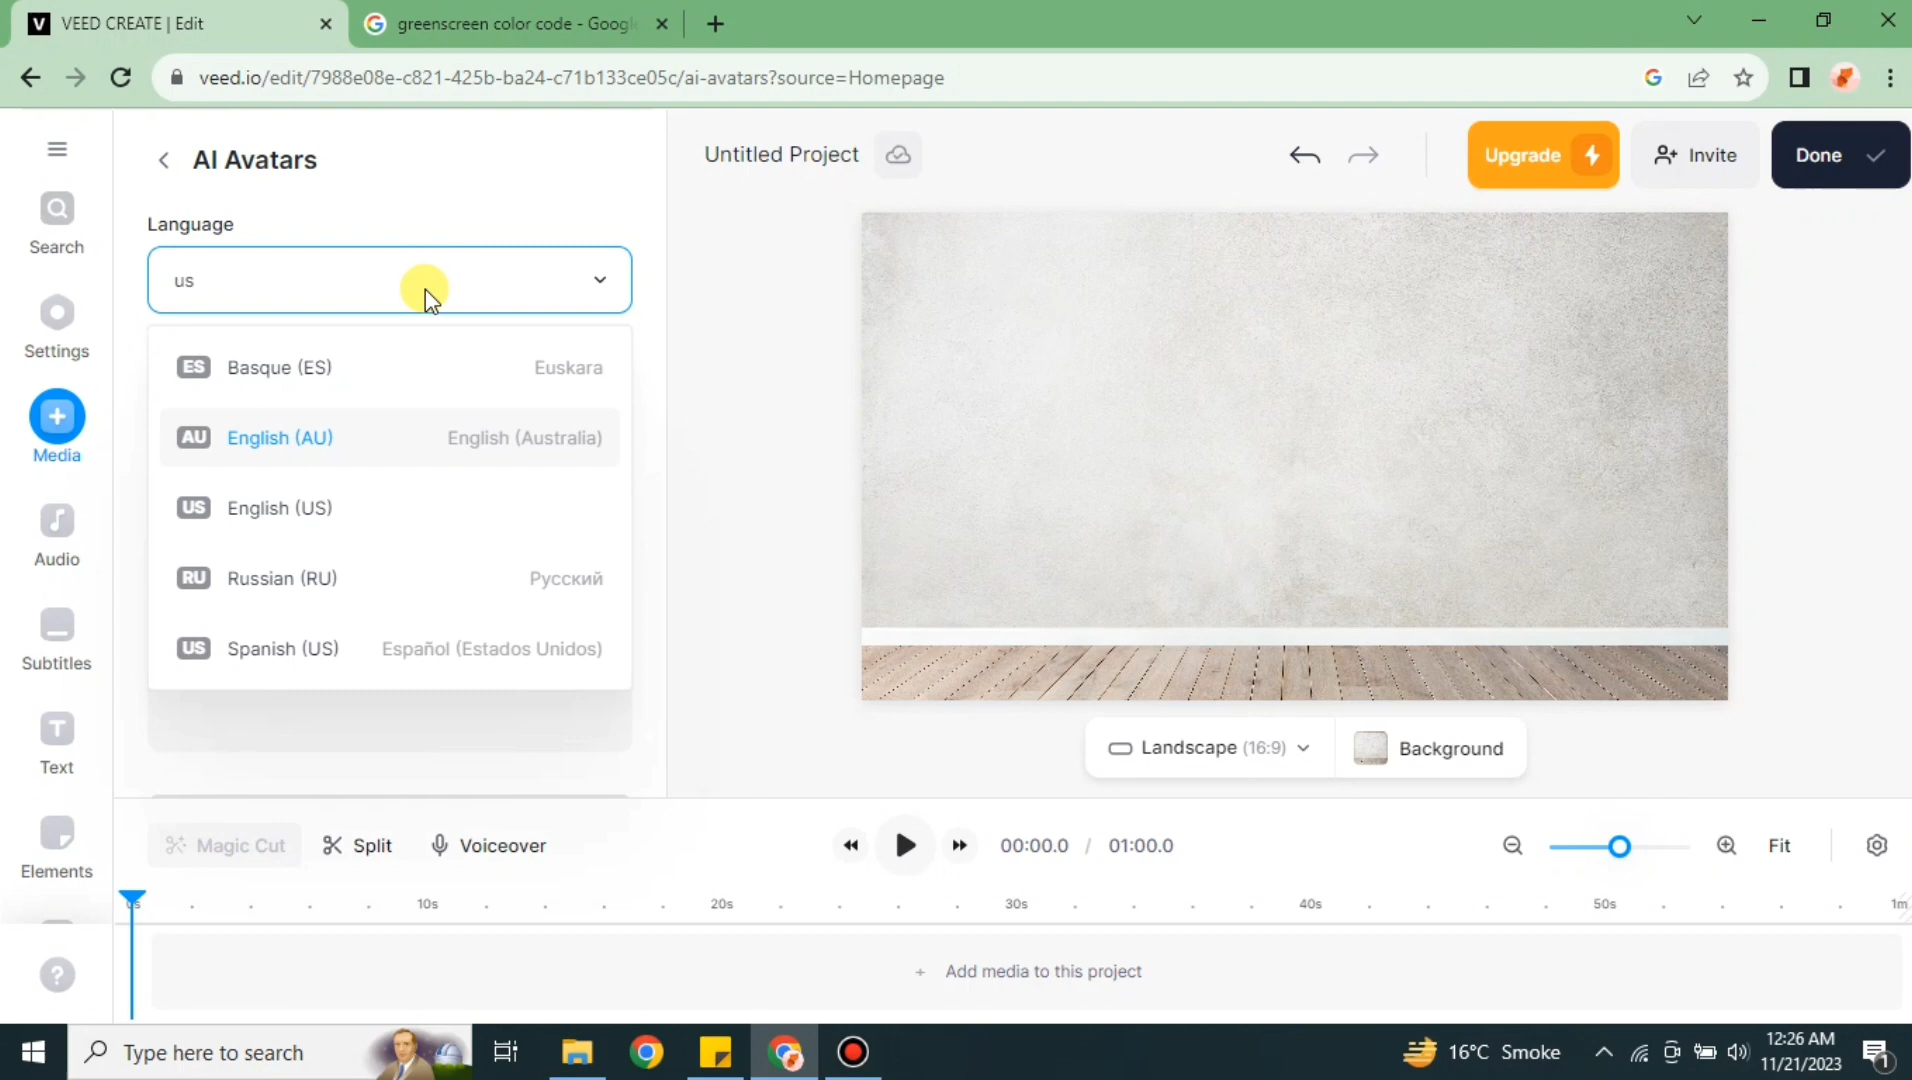 VEED CREATE | Edit
greenscreen color code - Googl
veed.io/edit/7988e08e-c821-425b-ba24-c71b133ce05c/ai-avatars?source=Homepage
AI Avatars
Untitled Project
Upgrade
Invite
Done
Search
Settings
Media
Audio
Subtitles
Text
Elements
Language
us
ES Basque (ES) Euskara
AU English (AU) English (Australia)
US English (US)
RU Russian (RU) Русский
US Spanish (US) Español (Estados Unidos)
Landscape (16:9)
Background
Magic Cut
Split
Voiceover
00:00.0 / 01:00.0
Fit
10s 20s 30s 40s 50s 1m
+ Add media to this project
Type here to search
16°C Smoke
12:26 AM
11/21/2023
1